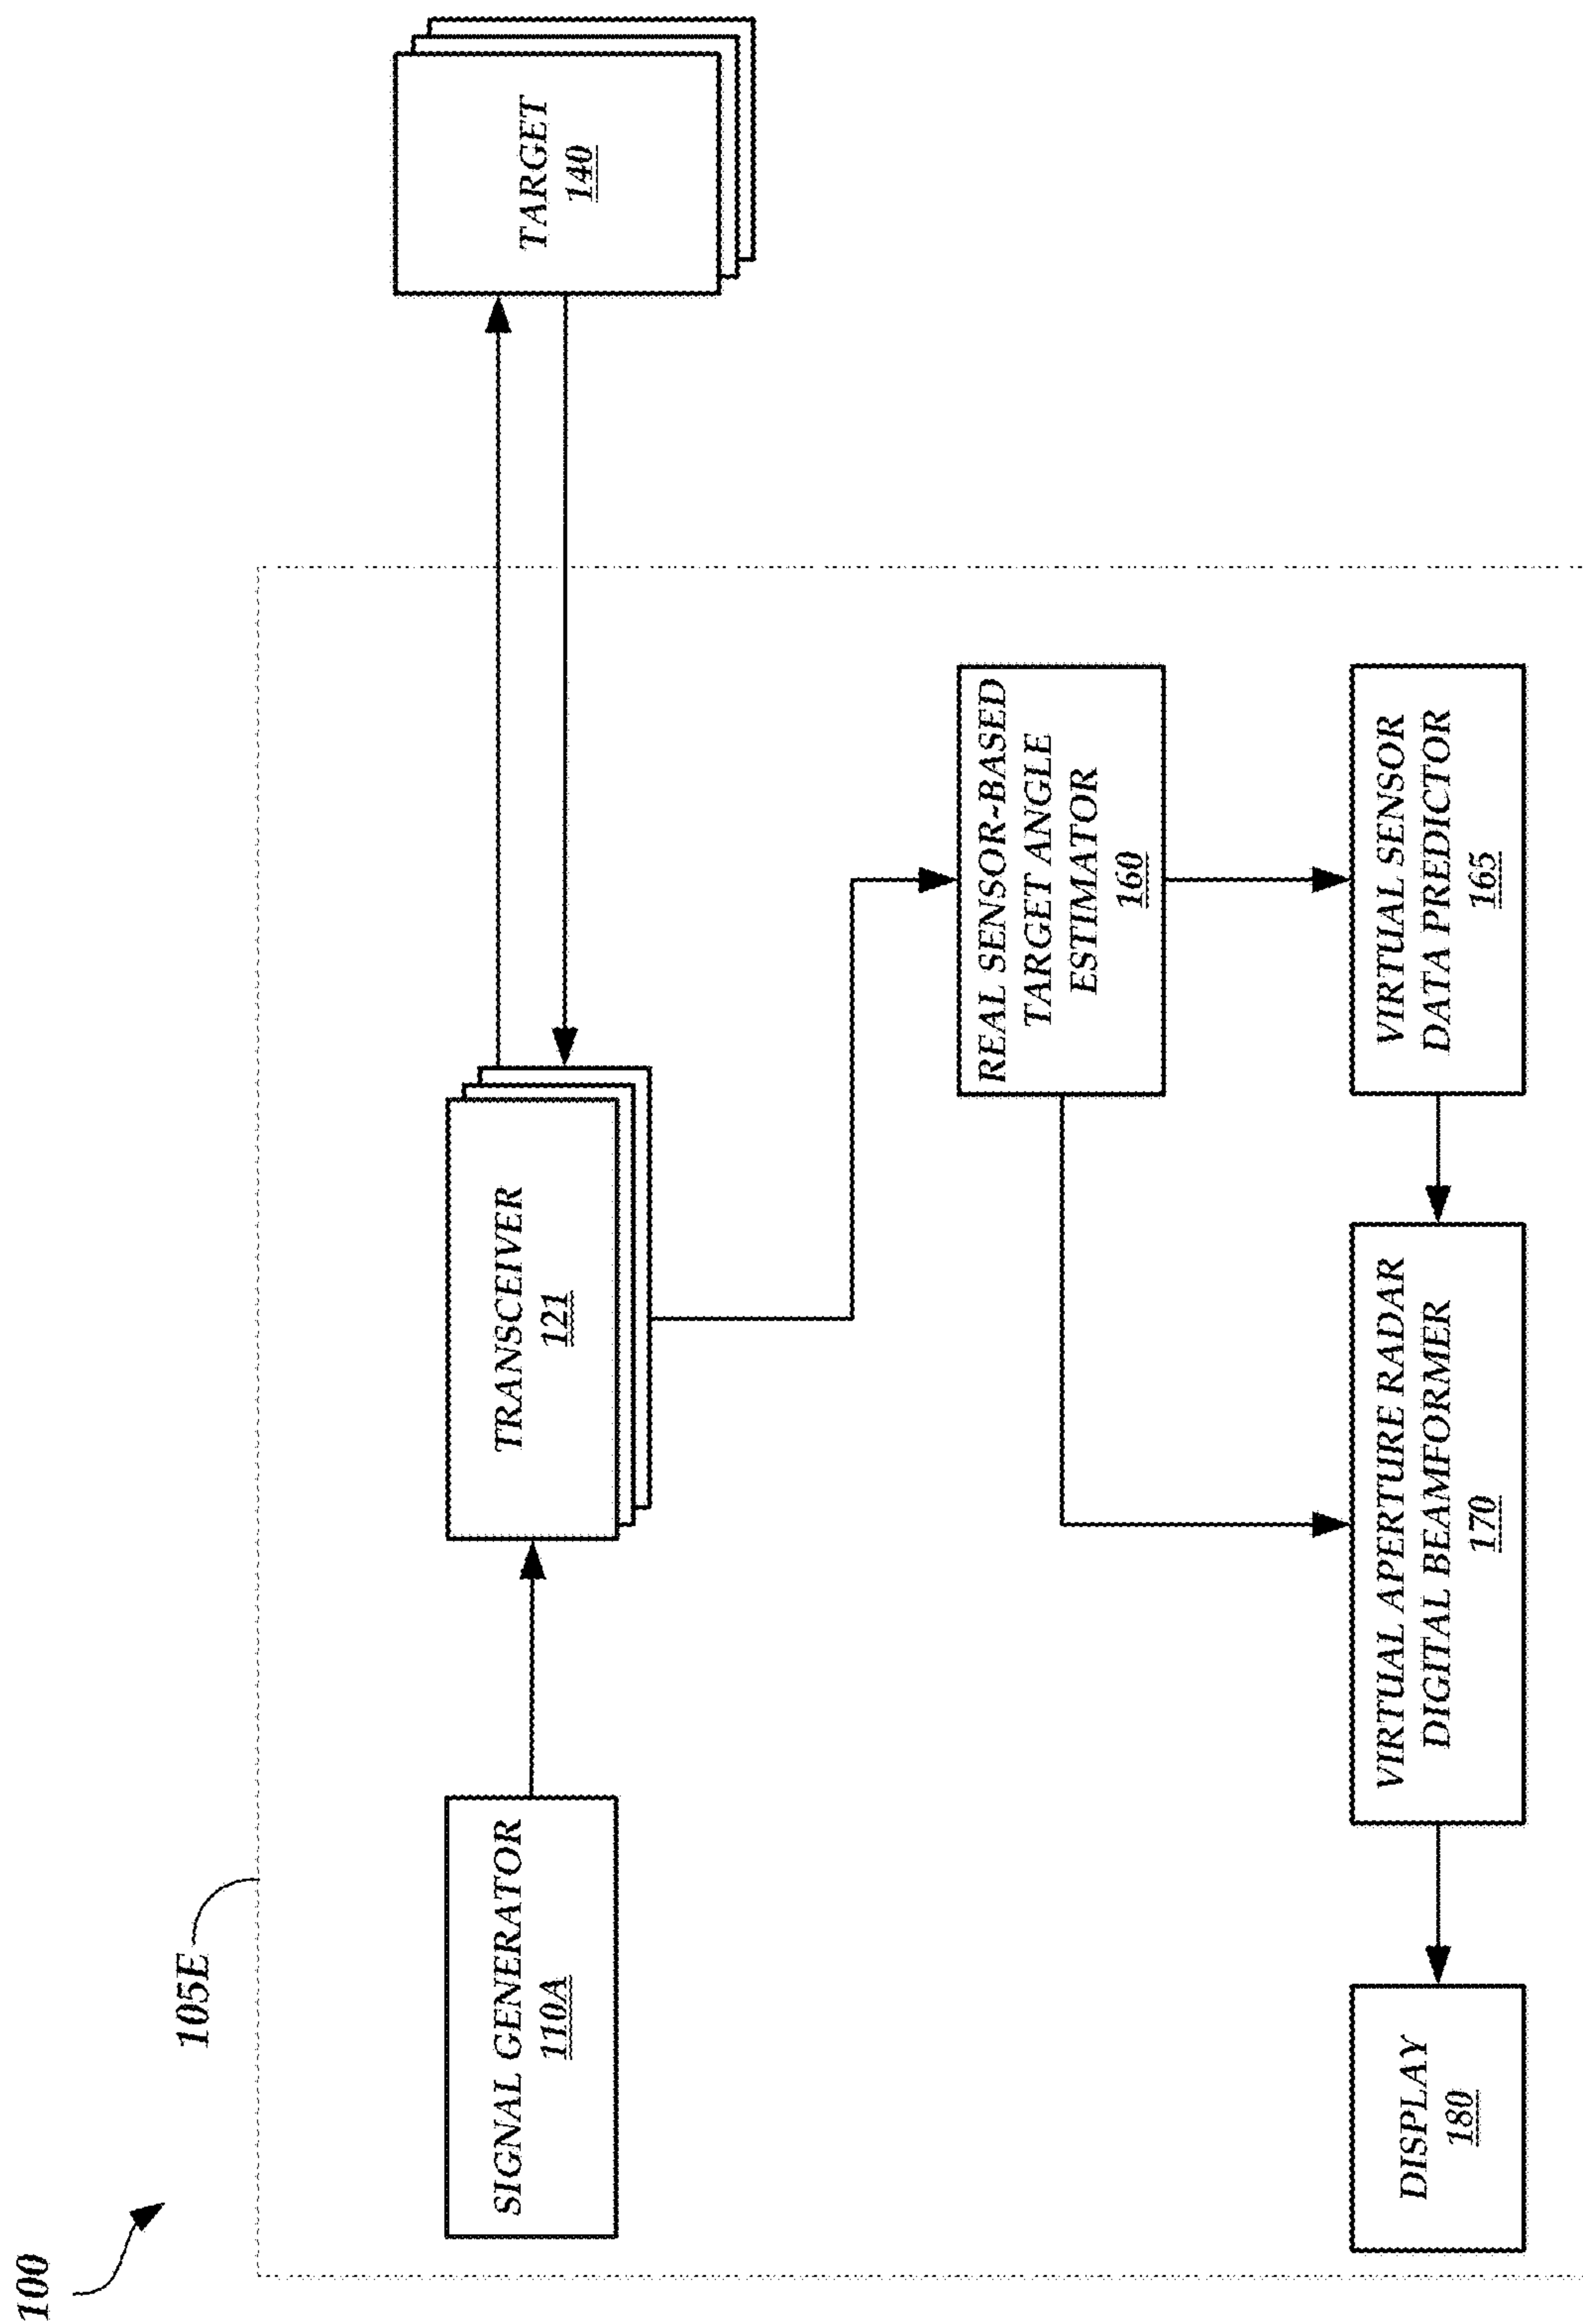 100
105E
SIGNAL GENERATOR
110A
TRANSCEIVER
121
TARGET
140
REAL SENSOR-BASED
TARGET ANGLE
ESTIMATOR
160
DISPLAY
180
VIRTUAL APERTURE RADAR
DIGITAL BEAMFORMER
170
VIRTUAL SENSOR
DATA PREDICTOR
165